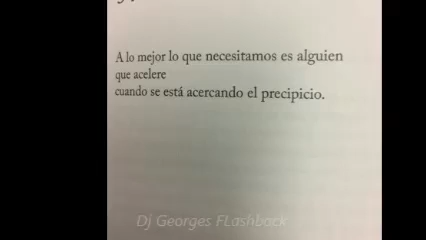 A lo mejor lo que necesitamos es alguien
que acelere
cuando se está acercando el precipicio.
Dj Georges FLashback